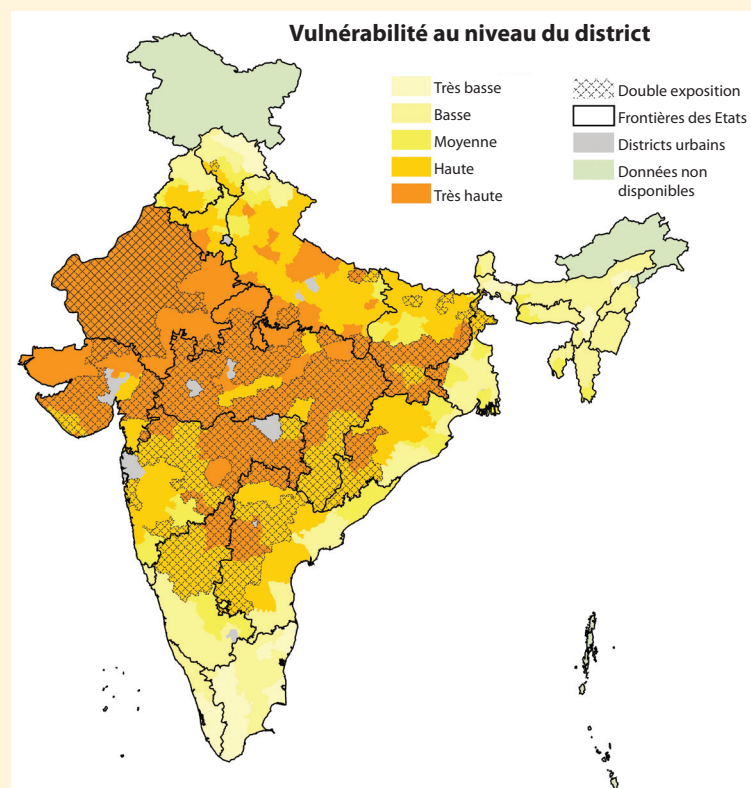 Vulnérabilité au niveau du district
Très basse
Basse
Moyenne
Haute
Très haute
Double exposition
Frontières des Etats
Districts urbains
Données non
disponibles